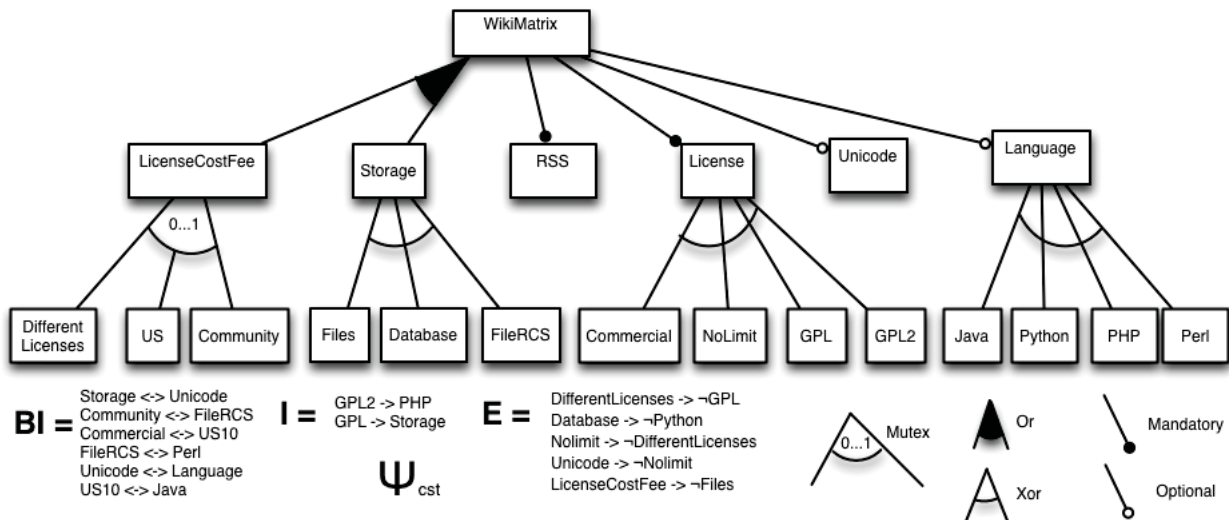 WikiMatrix
LicenseCostFee
Storage
RSS
License
Unicode
Language
0...1
Different
Licenses
US
Community
Files
Database
FileRCS
Commercial
NoLimit
GPL
GPL2
Java
Python
PHP
Perl
BI =
Storage <-> Unicode
Community <-> FileRCS
Commercial <-> US10
FileRCS <-> Perl
Unicode <-> Language
US10 <-> Java
I =
GPL2 -> PHP
GPL -> Storage
Ψcst
E =
DifferentLicenses -> ¬GPL
Database -> ¬Python
Nolimit -> ¬DifferentLicenses
Unicode -> ¬Nolimit
LicenseCostFee -> ¬Files
0...1
Mutex
Or
Xor
Mandatory
Optional